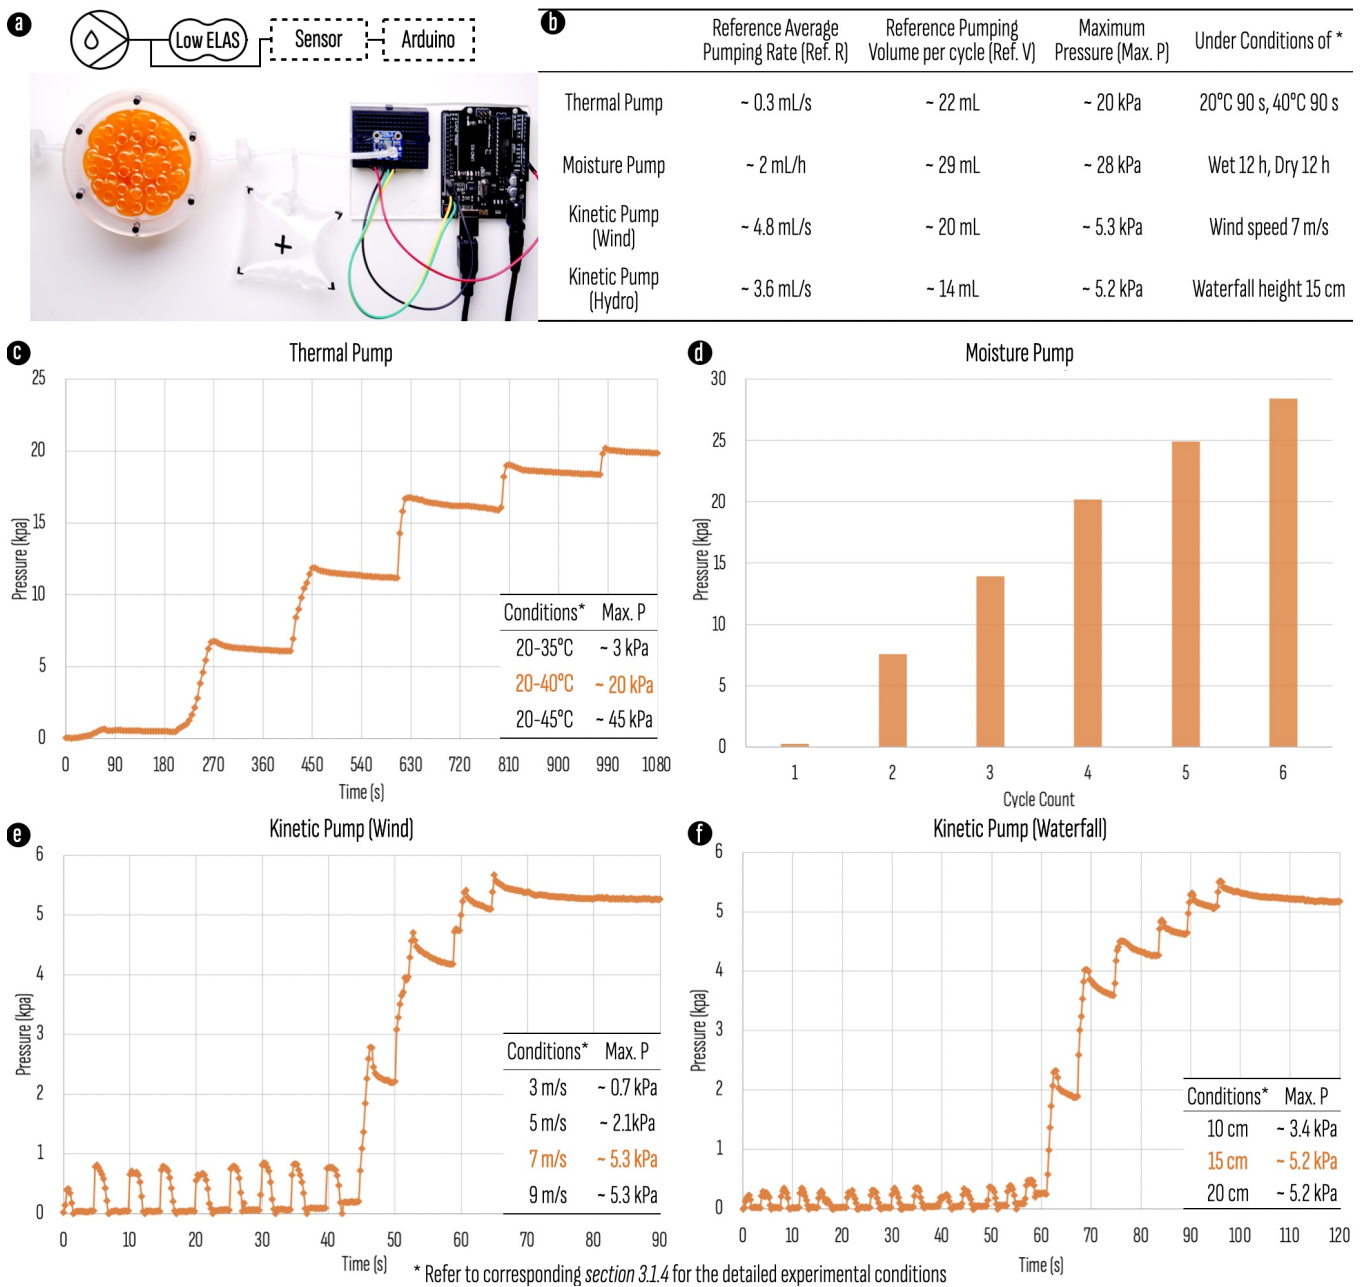 a
Low ELAS Sensor Arduino
b
Reference Average Pumping Rate (Ref. R) Reference Pumping Volume per cycle (Ref. V) Maximum Pressure (Max. P) Under Conditions of *
Thermal Pump ~ 0.3 mL/s ~ 22 mL ~ 20 kPa 20°C 90 s, 40°C 90 s
Moisture Pump ~ 2 mL/h ~ 29 mL ~ 28 kPa Wet 12 h, Dry 12 h
Kinetic Pump (Wind) ~ 4.8 mL/s ~ 20 mL ~ 5.3 kPa Wind speed 7 m/s
Kinetic Pump (Hydro) ~ 3.6 mL/s ~ 14 mL ~ 5.2 kPa Waterfall height 15 cm
c
Thermal Pump
25
20
15
10
5
0
Pressure (kpa)
0 90 180 270 360 450 540 630 720 810 900 990 1080
Time (s)
Conditions* Max. P
20-35°C ~ 3 kPa
20-40°C ~ 20 kPa
20-45°C ~ 45 kPa
d
Moisture Pump
30
25
20
15
10
5
0
Pressure (kpa)
1 2 3 4 5 6
Cycle Count
e
Kinetic Pump (Wind)
6
5
4
3
2
1
0
Pressure (kpa)
0 10 20 30 40 50 60 70 80 90
Time (s)
Conditions* Max. P
3 m/s ~ 0.7 kPa
5 m/s ~ 2.1kPa
7 m/s ~ 5.3 kPa
9 m/s ~ 5.3 kPa
f
Kinetic Pump (Waterfall)
6
5
4
3
2
1
0
Pressure (kpa)
0 10 20 30 40 50 60 70 80 90 100 110 120
Time (s)
Conditions* Max. P
10 cm ~ 3.4 kPa
15 cm ~ 5.2 kPa
20 cm ~ 5.2 kPa
* Refer to corresponding section 3.1.4 for the detailed experimental conditions